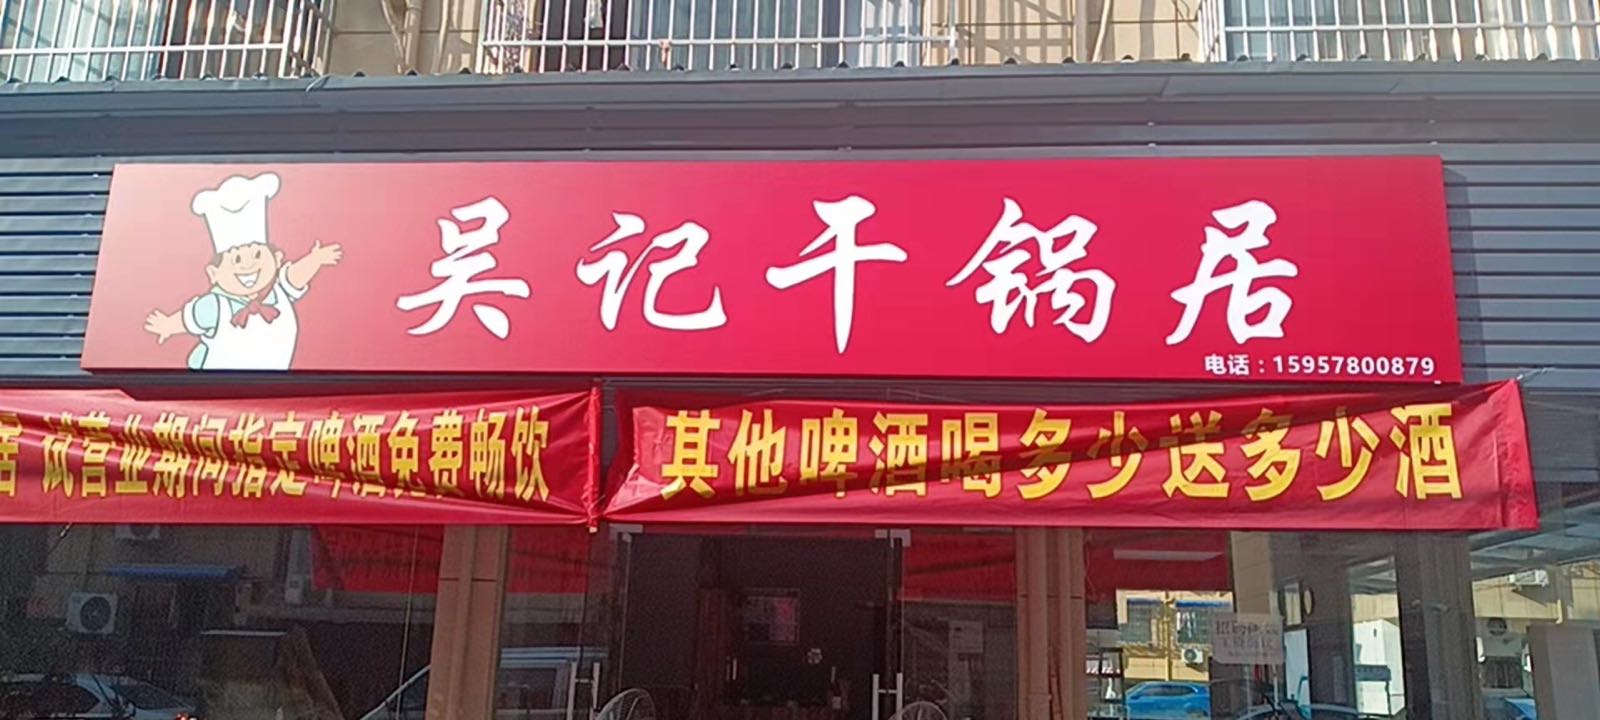 吴记干锅居
电话：15957800879
居 试营业期间指定啤酒免费畅饮
其他啤酒喝多少送多少酒